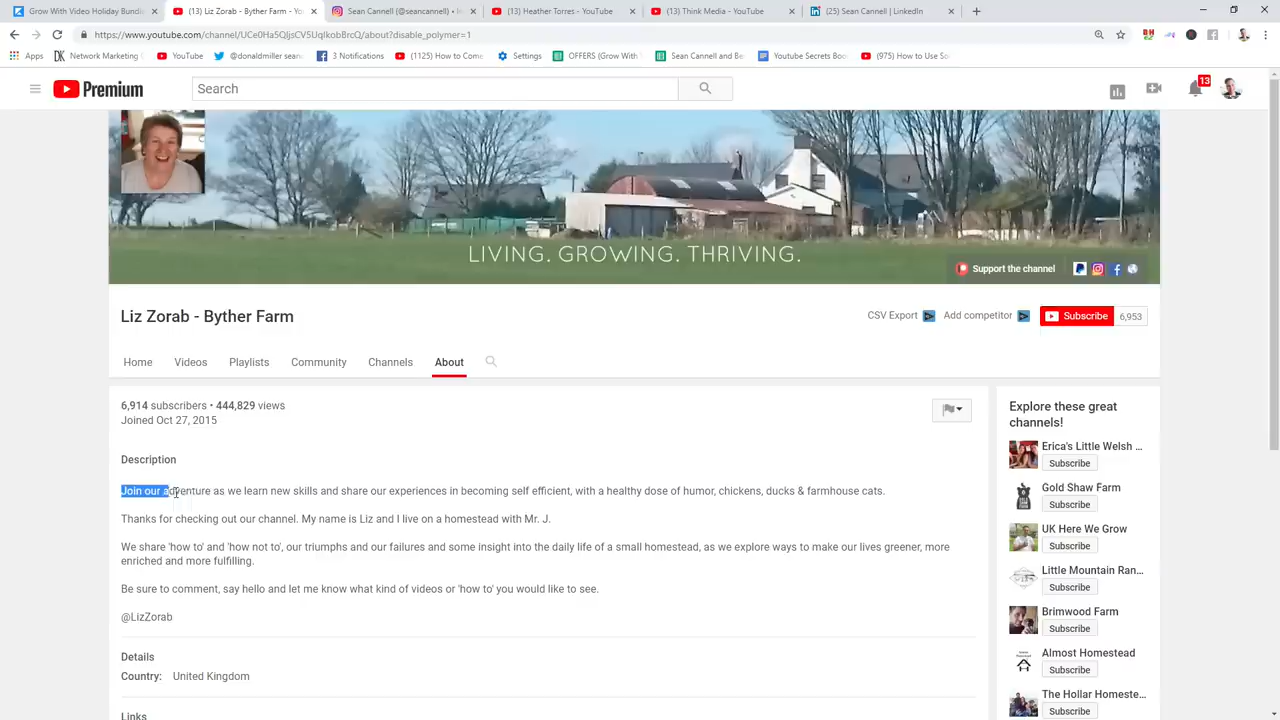 Grow With Video Holiday Bundle
(13) Liz Zorab - Byther Farm - Yo
Sean Cannell (@seancannell) •
(13) Heather Torres - YouTube
(13) Think Media - YouTube
(25) Sean Cannell | LinkedIn
https://www.youtube.com/channel/UCe0Ha5QJjsCV5UqIkobBrcQ/about?disable_polymer=1
Apps
Network Marketing
YouTube
@donaldmiller sean
3 Notifications
(1125) How to Come
Settings
OFFERS (Grow With
Sean Cannell and Be
Youtube Secrets Boo
(975) How to Use So
Premium
Search
13
LIVING. GROWING. THRIVING.
Support the channel
Liz Zorab - Byther Farm
CSV Export
Add competitor
Subscribe 6,953
Home
Videos
Playlists
Community
Channels
About
6,914 subscribers • 444,829 views
Joined Oct 27, 2015
Description
Join our adventure as we learn new skills and share our experiences in becoming self efficient, with a healthy dose of humor, chickens, ducks & farmhouse cats.
Thanks for checking out our channel. My name is Liz and I live on a homestead with Mr. J.
We share 'how to' and 'how not to', our triumphs and our failures and some insight into the daily life of a small homestead, as we explore ways to make our lives greener, more
enriched and more fulfilling.
Be sure to comment, say hello and let me know what kind of videos or 'how to' you would like to see.
@LizZorab
Details
Country: United Kingdom
Links
Explore these great
channels!
Erica's Little Welsh ...
Subscribe
Gold Shaw Farm
Subscribe
UK Here We Grow
Subscribe
Little Mountain Ran...
Subscribe
Brimwood Farm
Subscribe
Almost Homestead
Subscribe
The Hollar Homeste...
Subscribe